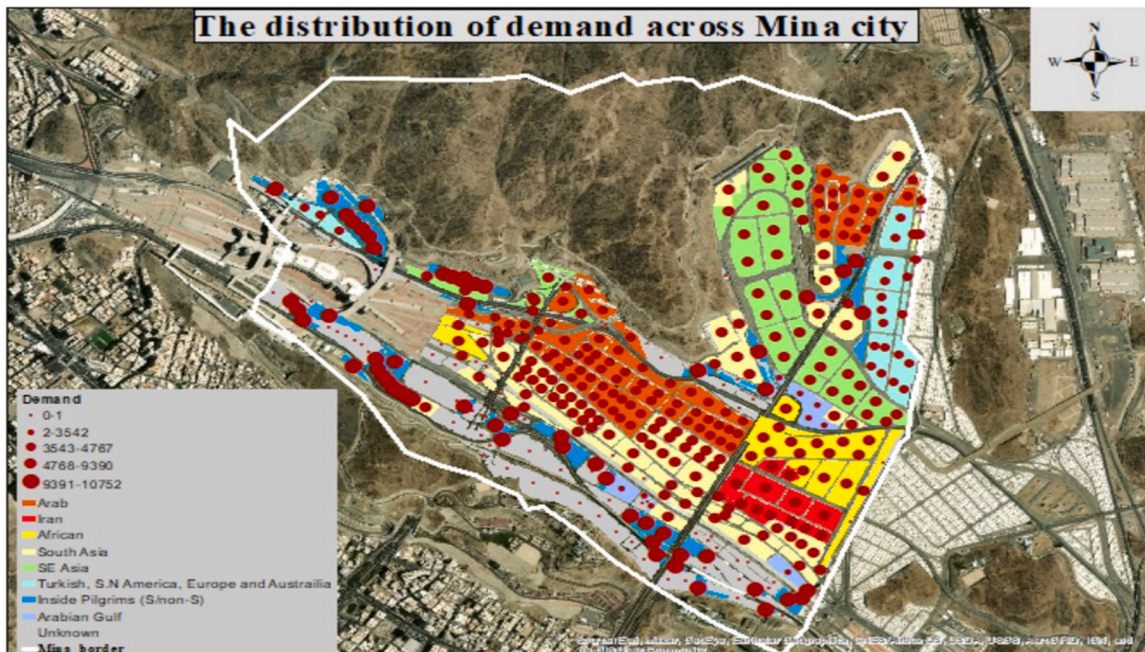 The distribution of demand across Mina city
N
W E
S
Demand
0-1
2-3542
3543-4767
4768-9390
9391-10752
Arab
Iran
African
South Asia
SE Asia
Turkish, S.N America, Europe and Austrailia
Inside Pilgrims (S/non-S)
Arabian Gulf
Unknown
Mina border